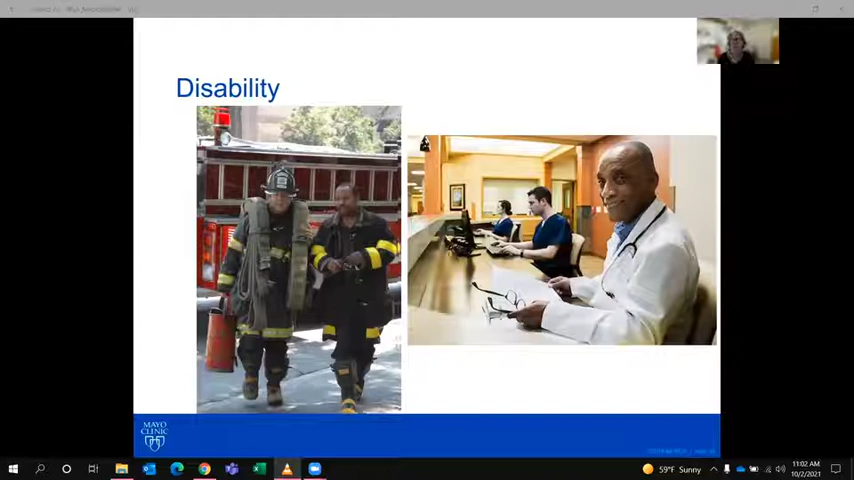 Disability
MAYO
CLINIC
59°F Sunny
11:02 AM
10/2/2021